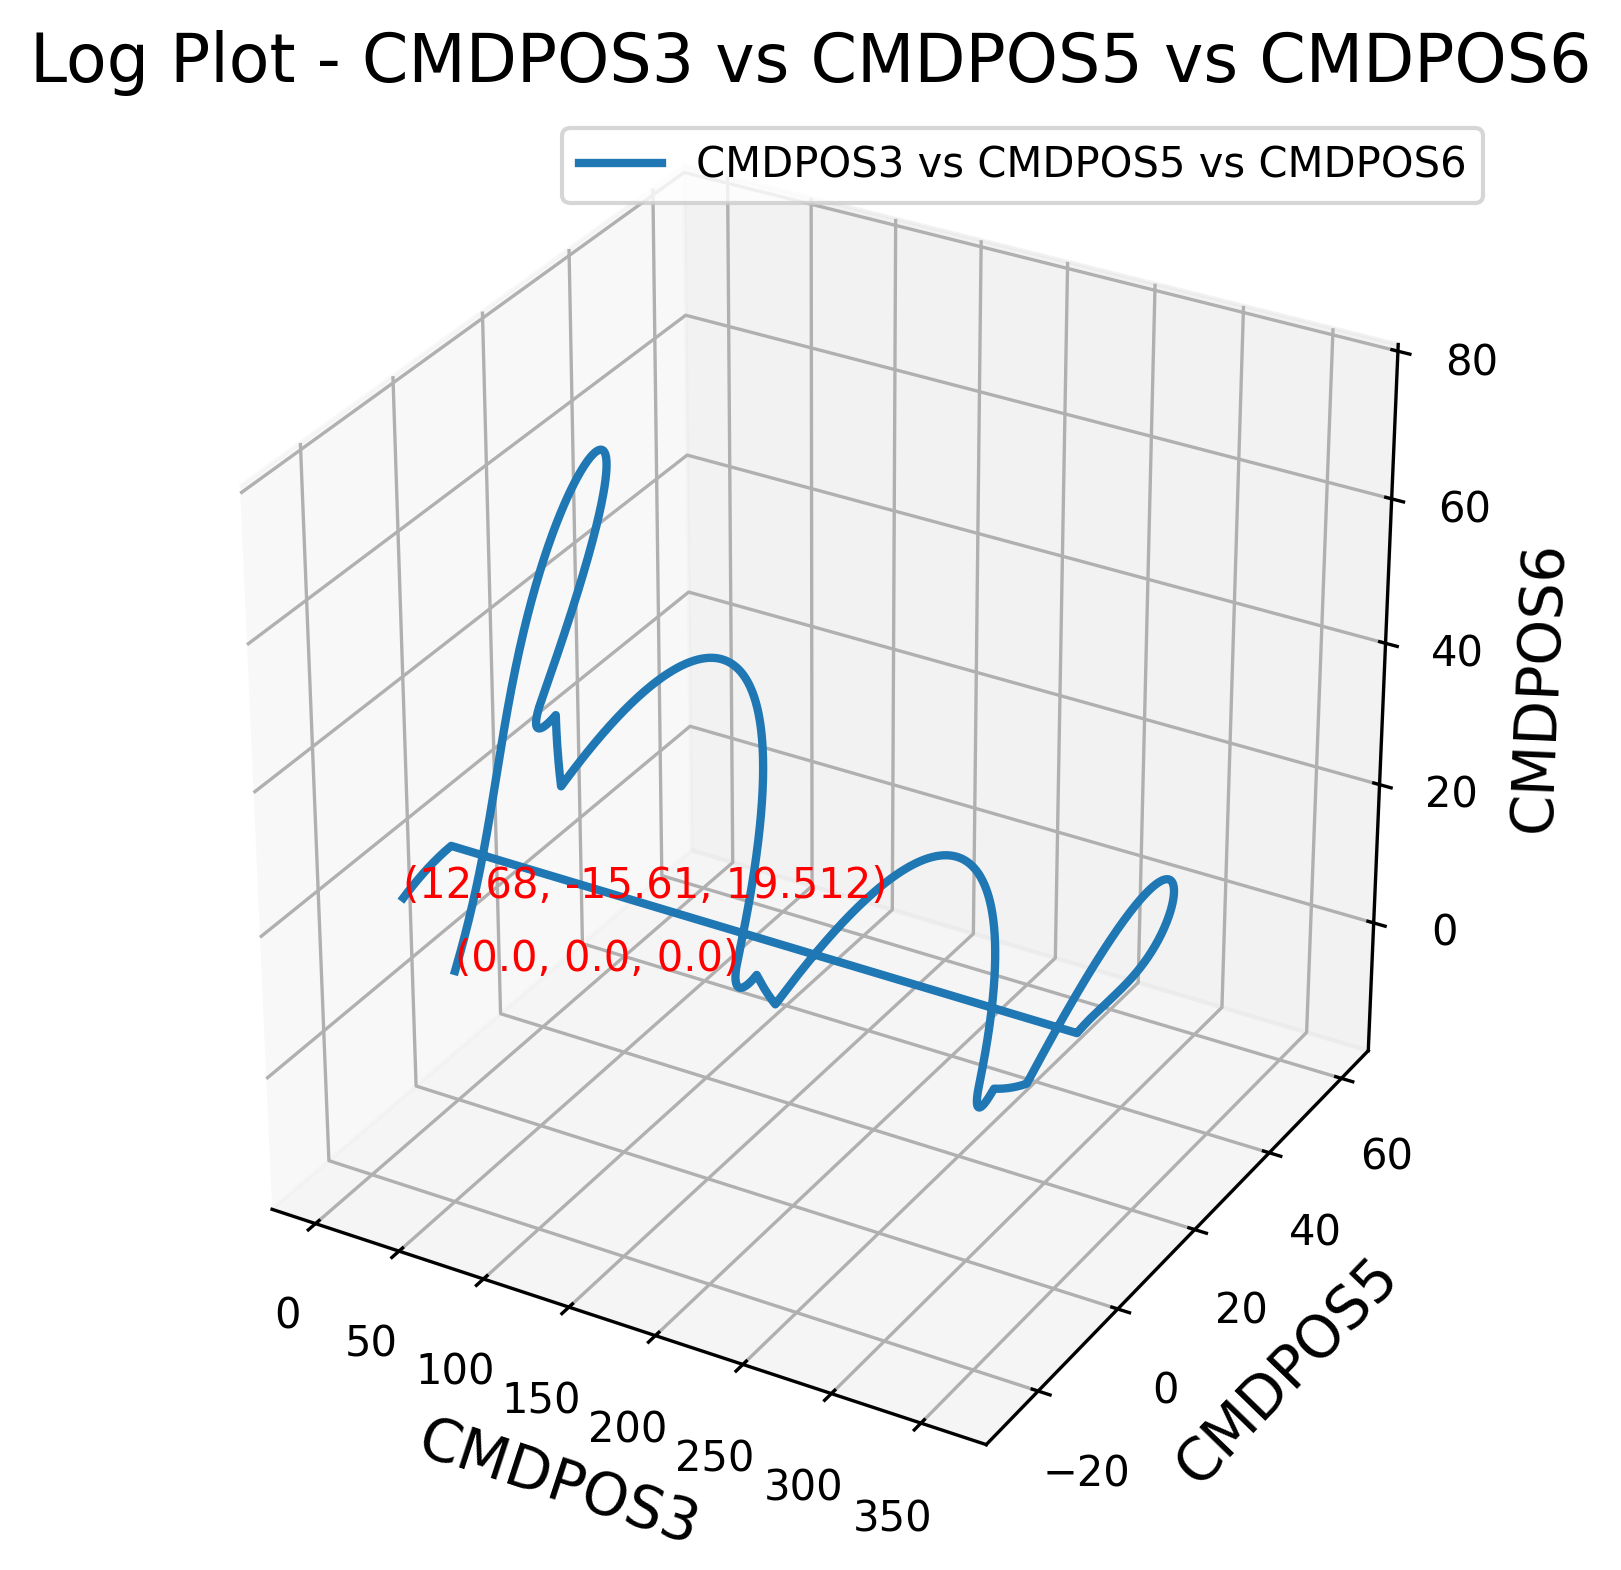 Log Plot - CMDPOS3 vs CMDPOS5 vs CMDPOS6
CMDPOS3 vs CMDPOS5 vs CMDPOS6
80
60
40
20
0
CMDPOS6
(12.68, -15.61, 19.512)
(0.0, 0.0, 0.0)
60
40
20
0
−20
CMDPOS5
0
50
100
150
200
250
300
350
CMDPOS3